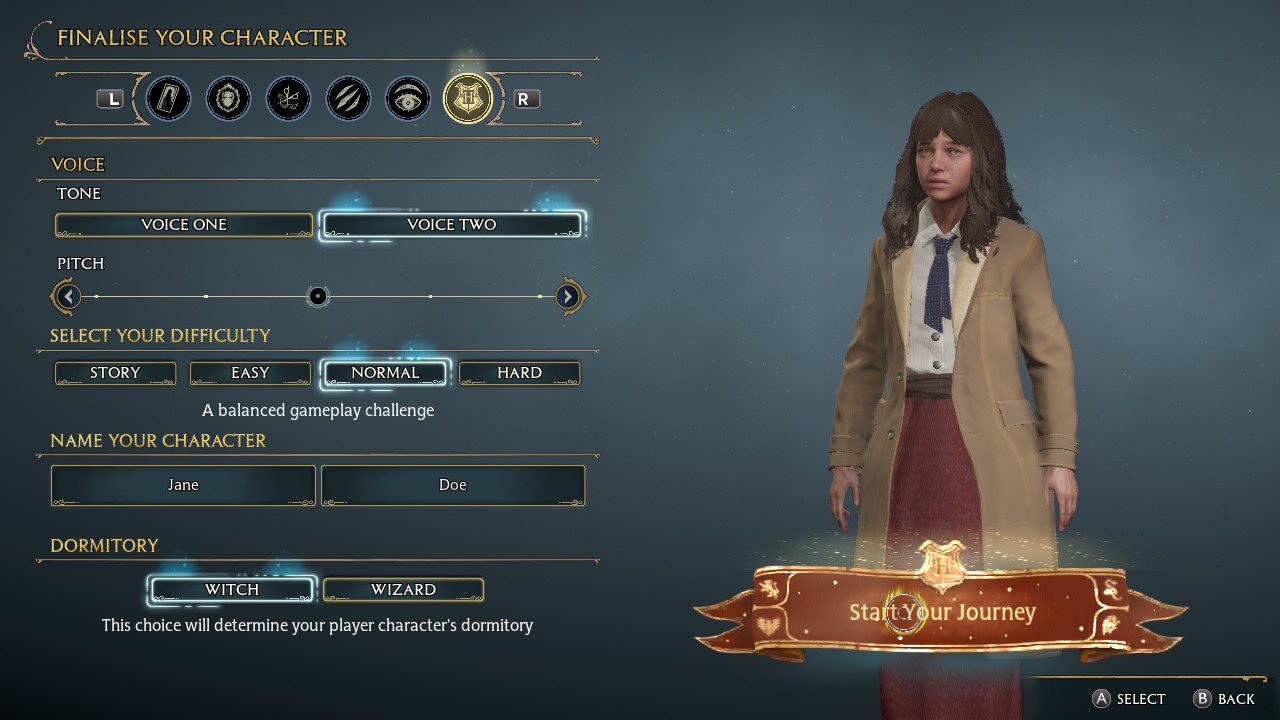 FINALISE YOUR CHARACTER
L
H
R
VOICE
TONE
VOICE ONE
VOICE TWO
PITCH
SELECT YOUR DIFFICULTY
STORY
EASY
NORMAL
HARD
A balanced gameplay challenge
NAME YOUR CHARACTER
Jane
Doe
DORMITORY
WITCH
WIZARD
This choice will determine your player character's dormitory
H
Start Your Journey
A SELECT
B BACK